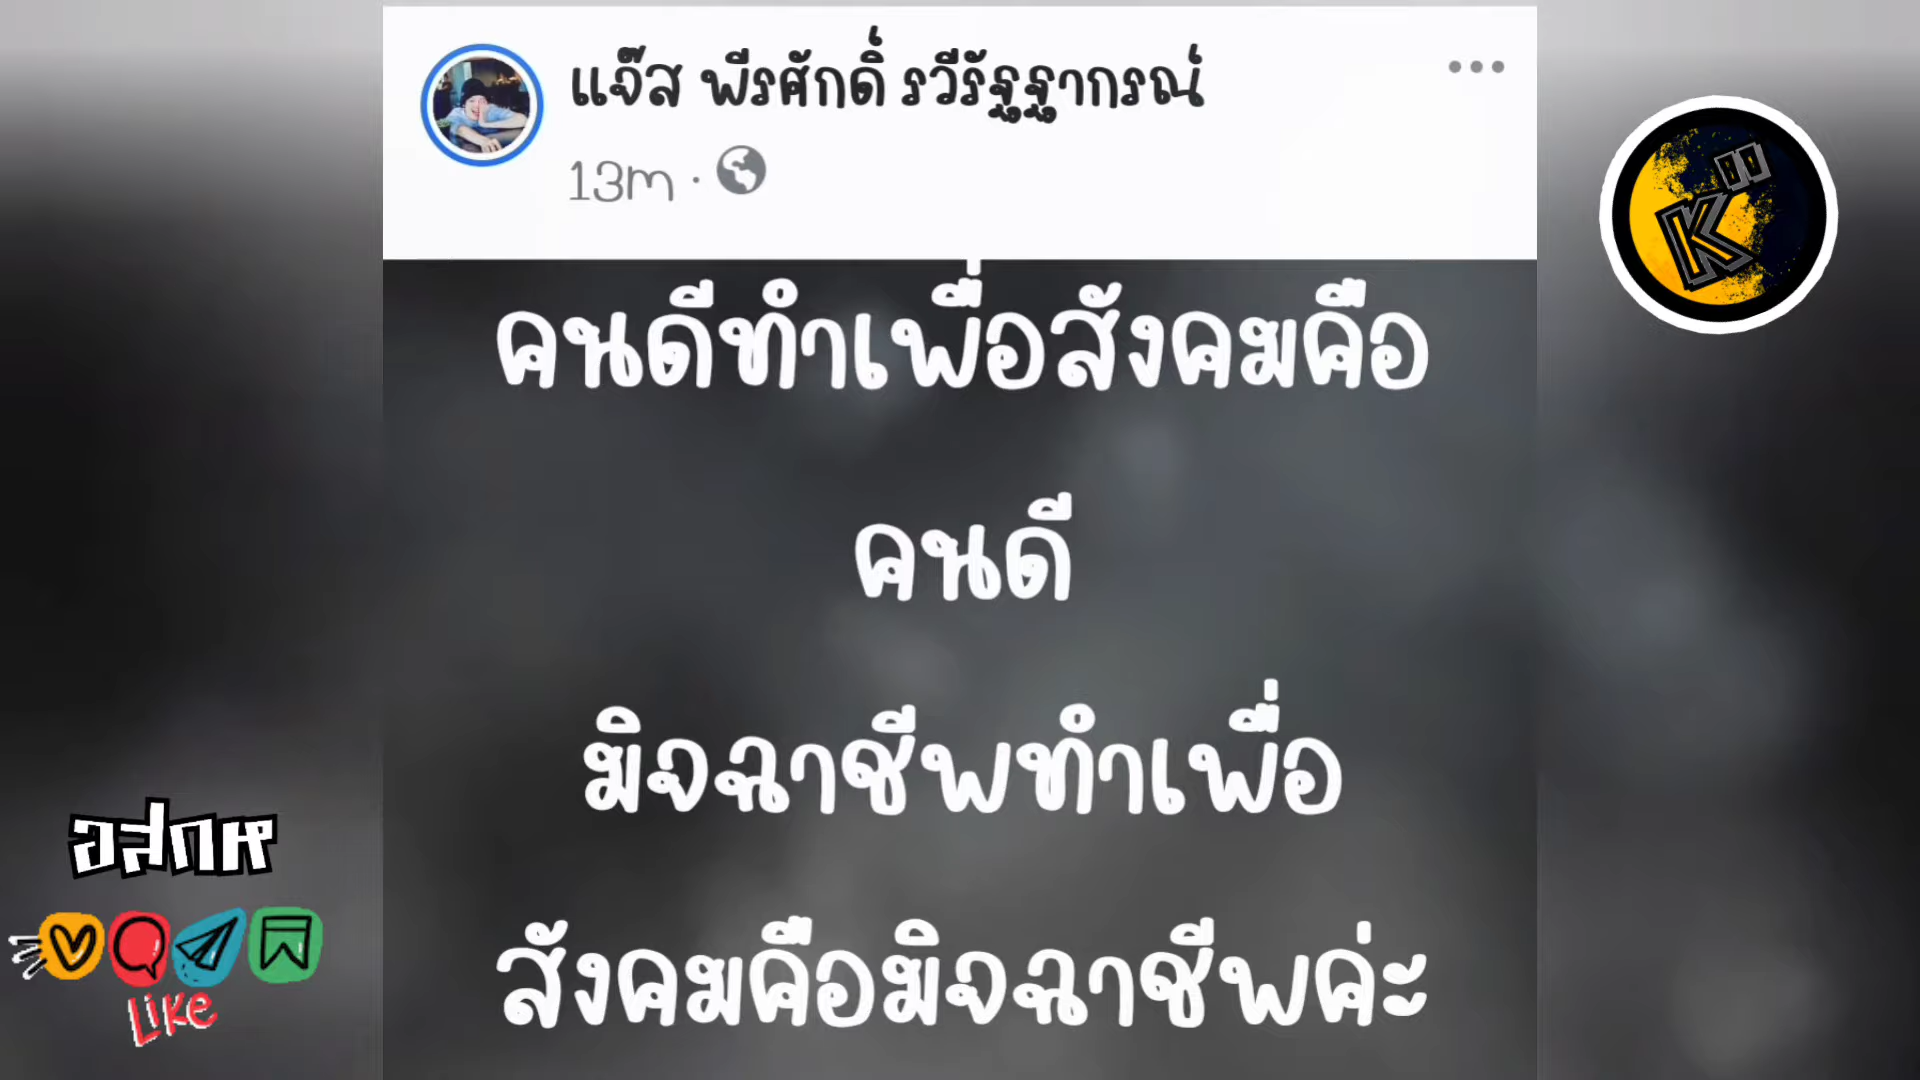 แจ๊ส พีรศักดิ์ รวีรัฐฐากรณ์
13m ·
K"
คนดีทำเพื่อสังคมคือ
คนดี
มิจฉาชีพทำเพื่อ
สังคมคือมิจฉาชีพค่ะ
อสกห
Like